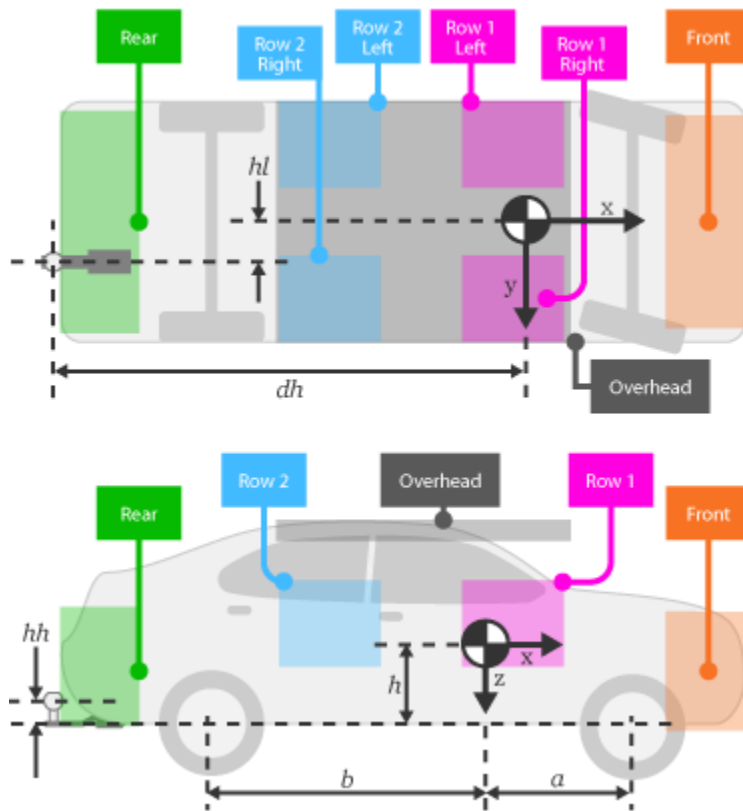 Rear
Row 2
Right
Row 2
Left
Row 1
Left
Row 1
Right
Front
hl
x
y
dh
Overhead
Rear
Row 2
Overhead
Row 1
Front
hh
h
x
z
b
a